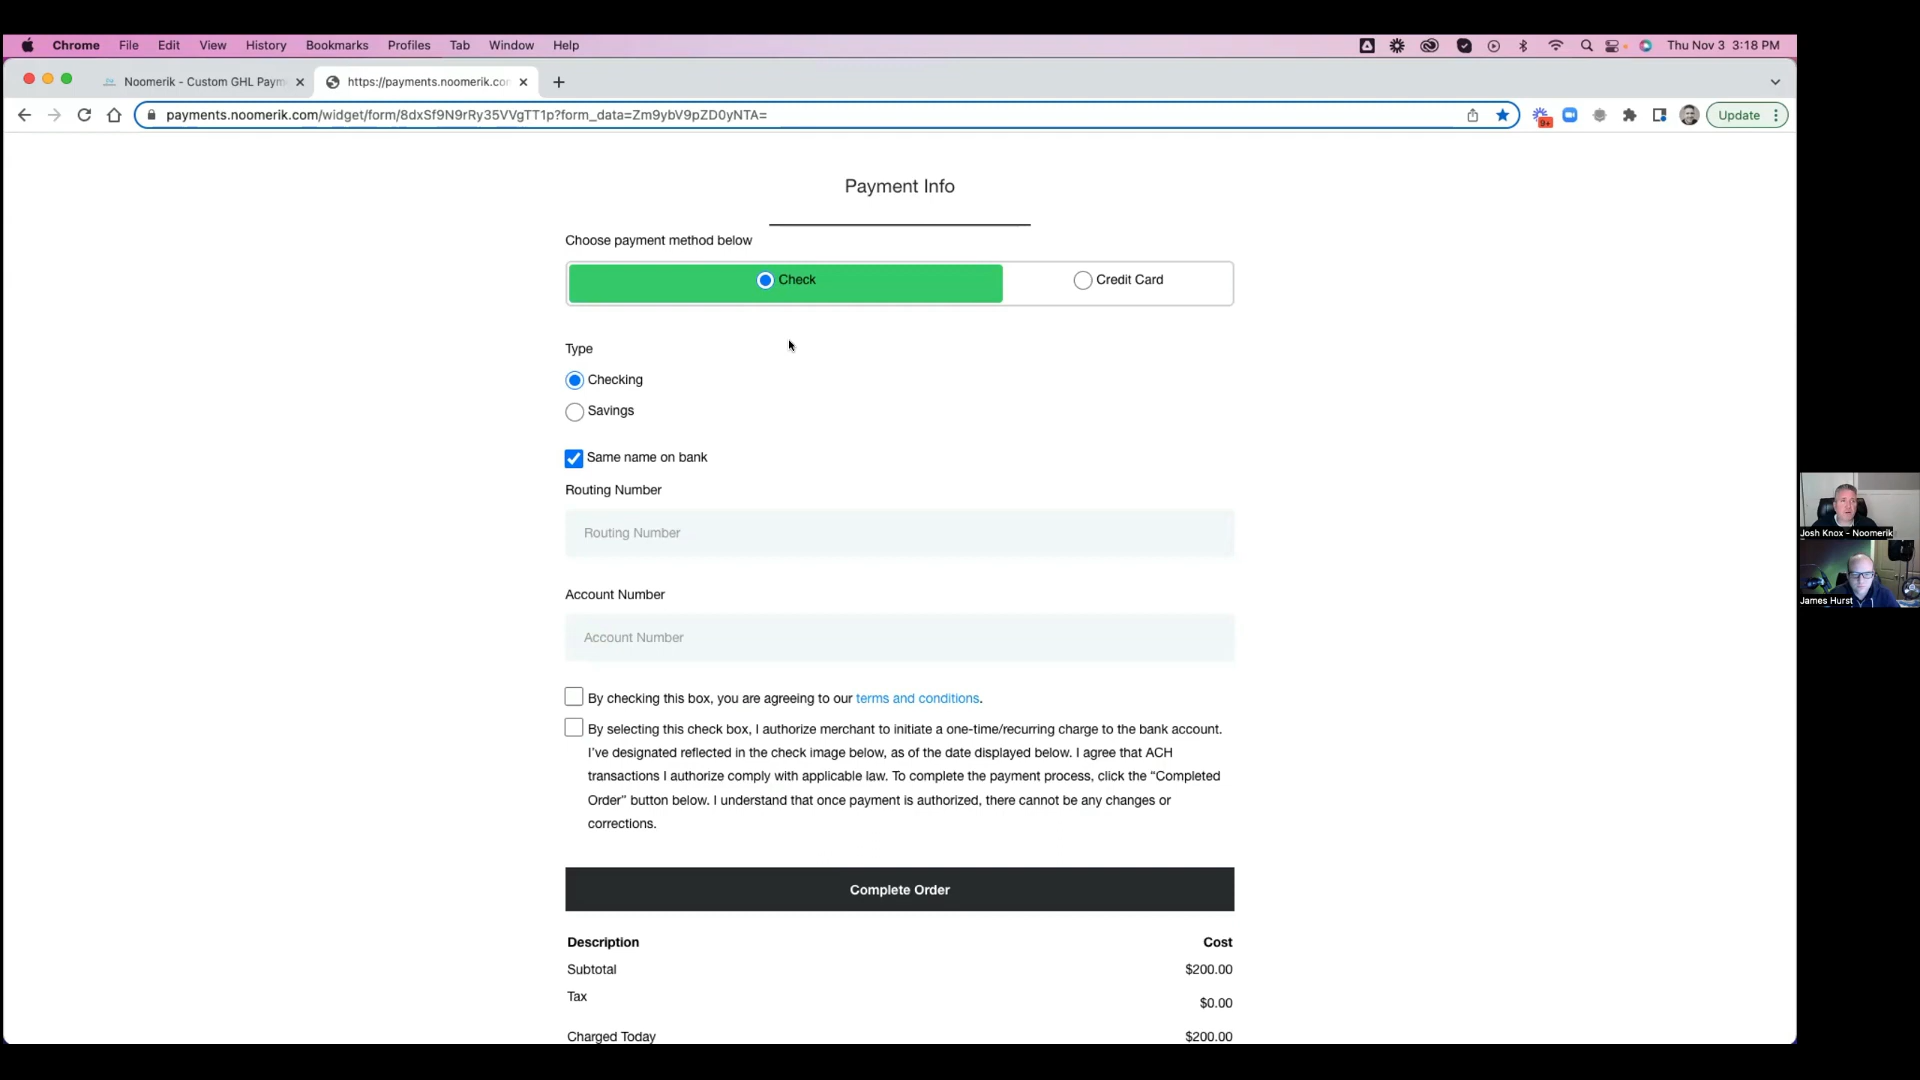 Chrome File Edit View History Bookmarks Profiles Tab Window Help Thu Nov 3 3:18 PM
Noomerik - Custom GHL Paym https://payments.noomerik.co
payments.noomerik.com/widget/form/8dxSf9N9rRy35VVgTT1p?form_data=Zm9ybV9pZD0yNTA= 9+ Update
Payment Info
Choose payment method below
Check Credit Card
Type
Checking
Savings
Same name on bank
Routing Number
Routing Number
Josh Knox - Noomerik
Account Number
James Hurst
Account Number
By checking this box, you are agreeing to our terms and conditions.
By selecting this check box, I authorize merchant to initiate a one-time/recurring charge to the bank account.
I've designated reflected in the check image below, as of the date displayed below. I agree that ACH
transactions I authorize comply with applicable law. To complete the payment process, click the “Completed
Order” button below. I understand that once payment is authorized, there cannot be any changes or
corrections.
Complete Order
Description Cost
Subtotal $200.00
Tax $0.00
Charged Today $200.00